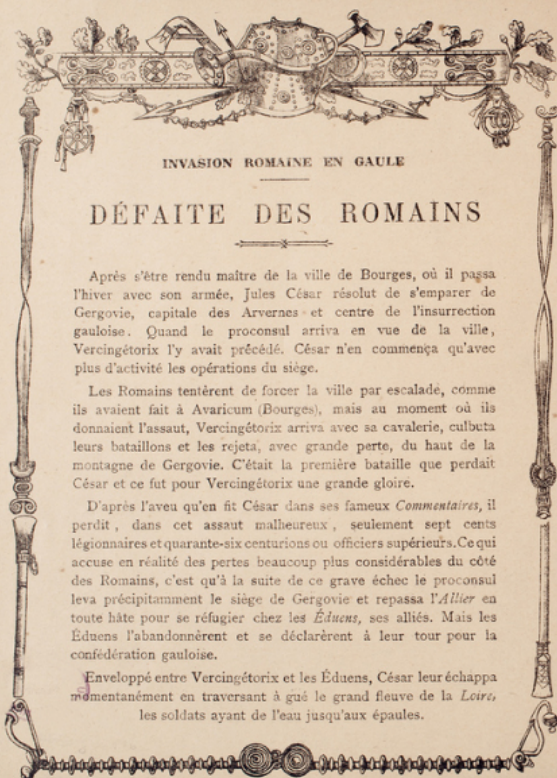 INVASION ROMAINE EN GAULE
DÉFAITE DES ROMAINS
Après s'être rendu maître de la ville de Bourges, où il passa
l'hiver avec son armée, Jules César résolut de s'emparer de
Gergovie, capitale des Arvernes et centre de l'insurrection
gauloise. Quand le proconsul arriva en vue de la ville,
Vercingétorix l'y avait précédé. César n'en commença qu'avec
plus d'activité les opérations du siège.
Les Romains tentèrent de forcer la ville par escalade, comme
ils avaient fait à Avaricum (Bourges), mais au moment où ils
donnaient l'assaut, Vercingétorix arriva avec sa cavalerie, culbuta
leurs bataillons et les rejeta, avec grande perte, du haut de la
montagne de Gergovie. C'était la première bataille que perdait
César et ce fut pour Vercingétorix une grande gloire.
D'après l'aveu qu'en fit César dans ses fameux Commentaires, il
perdit, dans cet assaut malheureux, seulement sept cents
légionnaires et quarante-six centurions ou officiers supérieurs. Ce qui
accuse en réalité des pertes beaucoup plus considérables du côté
des Romains, c'est qu'à la suite de ce grave échec le proconsul
leva précipitamment le siège de Gergovie et repassa l'Allier en
toute hâte pour se réfugier chez les Éduens, ses alliés. Mais les
Éduens l'abandonnèrent et se déclarèrent à leur tour pour la
confédération gauloise.
Enveloppé entre Vercingétorix et les Éduens, César leur échappa
momentanément en traversant à gué le grand fleuve de la Loire,
les soldats ayant de l'eau jusqu'aux épaules.